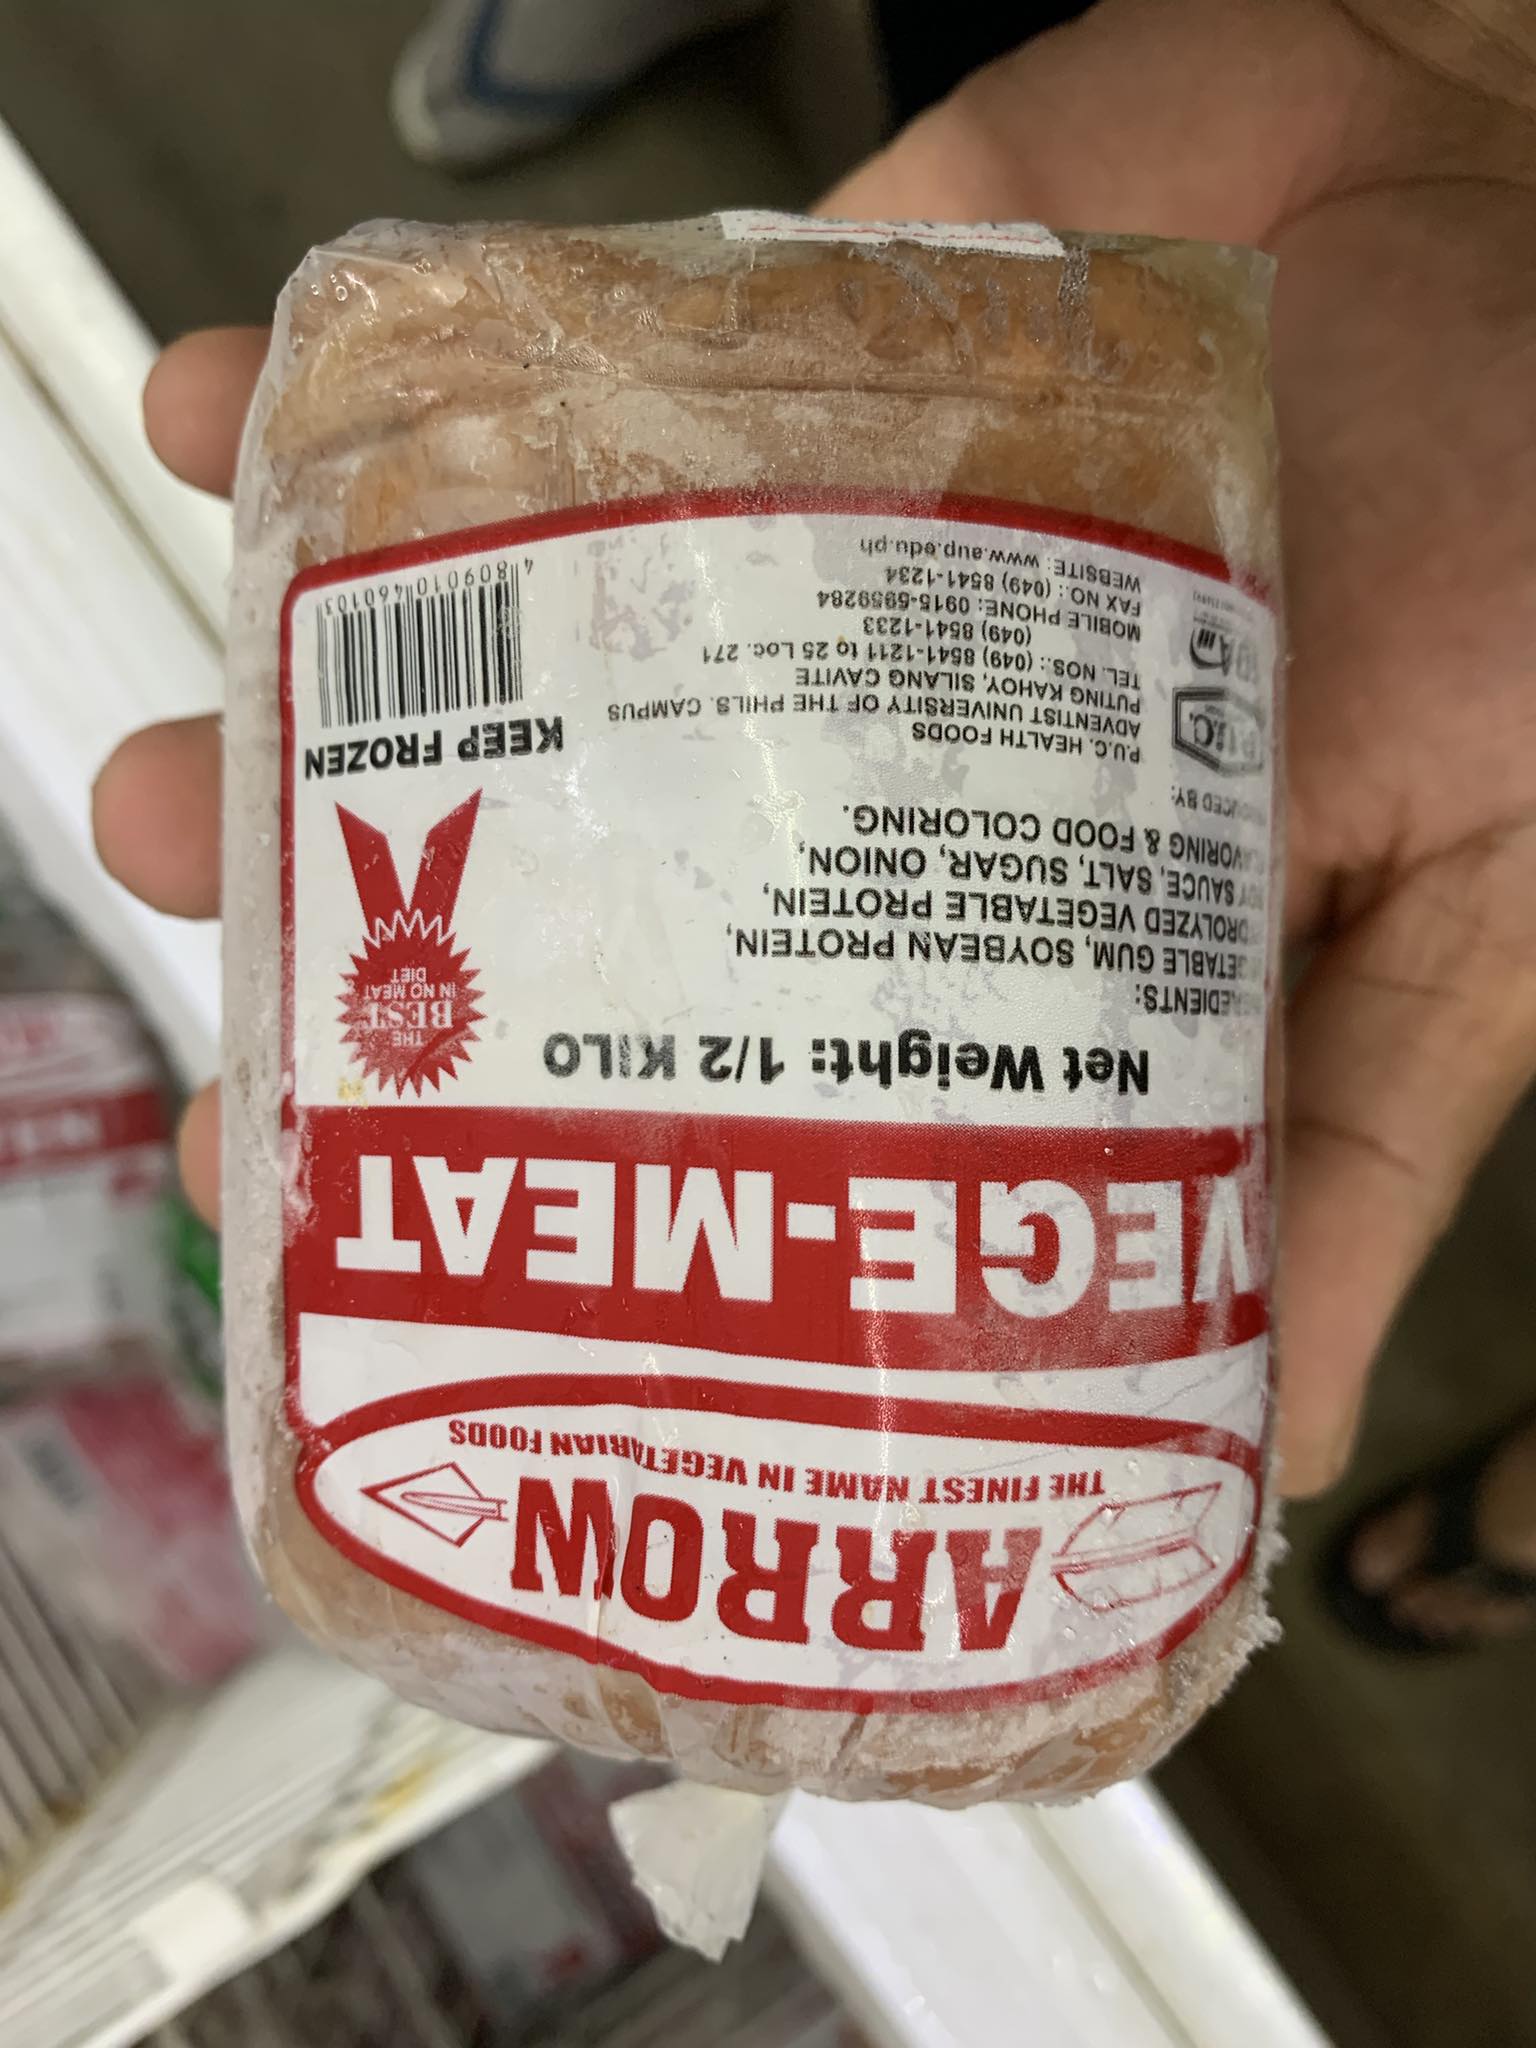 ARROW
THE FINEST NAME IN VEGETARIAN FOODS
VEGE-MEAT
Net Weight: 1/2 KILO
THE
BEST
IN NO MEAT
DIET
REDIENTS:
GETABLE GUM, SOYBEAN PROTEIN,
DROLYZED VEGETABLE PROTEIN,
SAUCE, SALT, SUGAR, ONION,
VORING & FOOD COLORING.
UCED BY:
P.U.C.
P.U.C. HEALTH FOODS
ADVENTIST UNIVERSITY OF THE PHILS. CAMPUS
PUTING KAHOY, SILANG CAVITE
TEL. NOS.: (049) 8541-1211 to 25 Loc. 271
(049) 8541-1233
MOBILE PHONE: 0915-5959284
FAX NO.: (049) 8541-1234
WEBSITE: www.aup.edu.ph
KEEP FROZEN
4 809010 460103